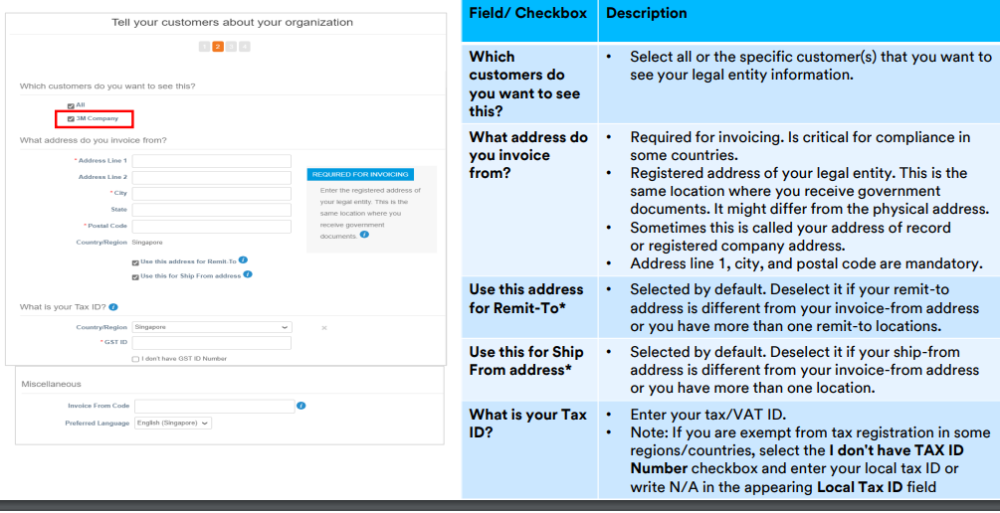 Tell your customers about your organization
1 2 3 4
Which customers do you want to see this?
All
3M Company
What address do you invoice from?
* Address Line 1
Address Line 2
* City
State
* Postal Code
Country/Region Singapore
Use this address for Remit-To i
Use this for Ship From address i
REQUIRED FOR INVOICING
Enter the registered address of
your legal entity. This is the
same location where you
receive government
documents. i
What is your Tax ID? i
Country/Region Singapore ×
* GST ID
I don't have GST ID Number
Miscellaneous
Invoice From Code i
Preferred Language English (Singapore)
Field/ Checkbox Description
Which
customers do
you want to see
this?
• Select all or the specific customer(s) that you want to
see your legal entity information.
What address do
you invoice
from?
• Required for invoicing. Is critical for compliance in
some countries.
• Registered address of your legal entity. This is the
same location where you receive government
documents. It might differ from the physical address.
• Sometimes this is called your address of record
or registered company address.
• Address line 1, city, and postal code are mandatory.
Use this address
for Remit-To*
• Selected by default. Deselect it if your remit-to
address is different from your invoice-from address
or you have more than one remit-to locations.
Use this for Ship
From address*
• Selected by default. Deselect it if your ship-from
address is different from your invoice-from address
or you have more than one location.
What is your Tax
ID?
• Enter your tax/VAT ID.
• Note: If you are exempt from tax registration in some
regions/countries, select the I don't have TAX ID
Number checkbox and enter your local tax ID or
write N/A in the appearing Local Tax ID field